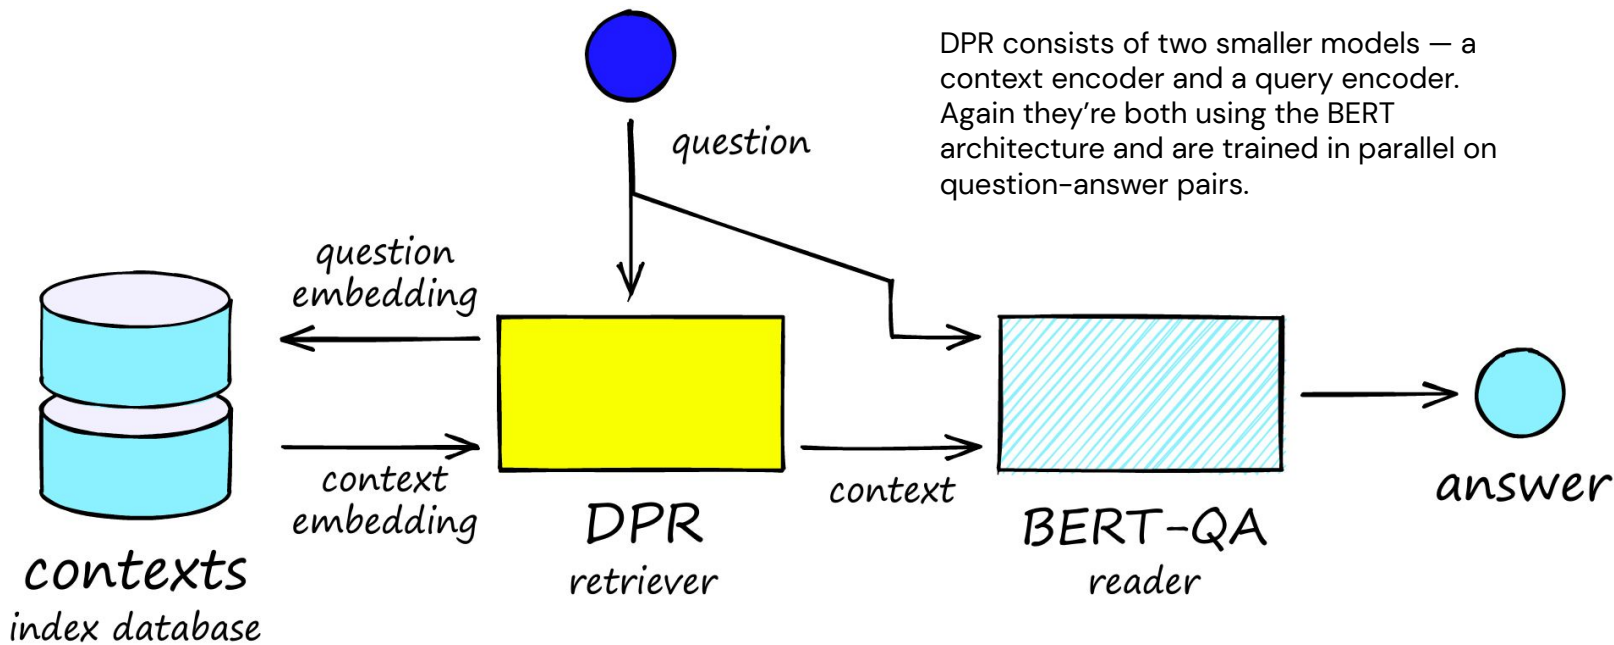 DPR consists of two smaller models — a
context encoder and a query encoder.
Again they’re both using the BERT
architecture and are trained in parallel on
question-answer pairs.
question
question
embedding
context
embedding
context
contexts
index database
DPR
retriever
BERT-QA
reader
answer